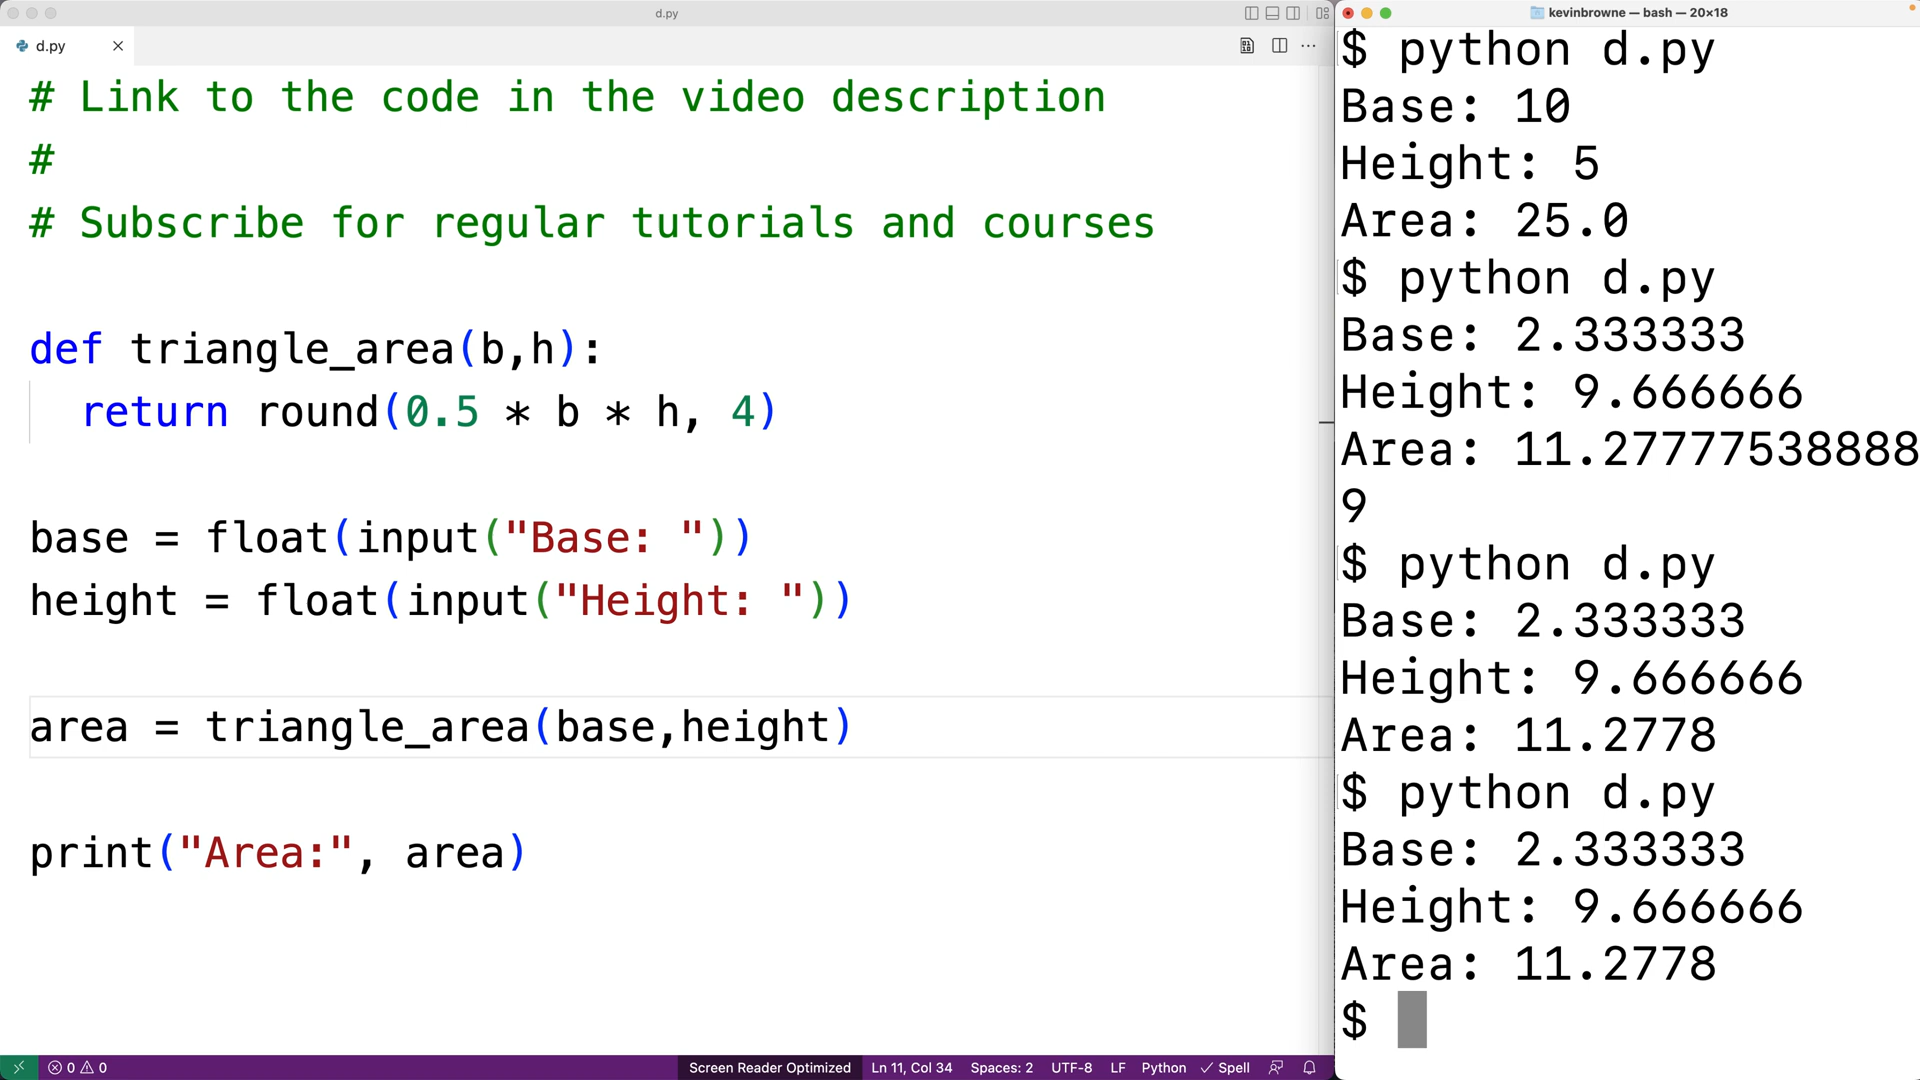 d.py
d.py
# Link to the code in the video description
#
# Subscribe for regular tutorials and courses
def triangle_area(b,h):
  return round(0.5 * b * h, 4)
base = float(input("Base: "))
height = float(input("Height: "))
area = triangle_area(base,height)
print("Area:", area)
0 0 Screen Reader Optimized Ln 11, Col 34 Spaces: 2 UTF-8 LF Python Spell
kevinbrowne — bash — 20×18
$ python d.py
Base: 10
Height: 5
Area: 25.0
$ python d.py
Base: 2.333333
Height: 9.666666
Area: 11.27777538888
9
$ python d.py
Base: 2.333333
Height: 9.666666
Area: 11.2778
$ python d.py
Base: 2.333333
Height: 9.666666
Area: 11.2778
$